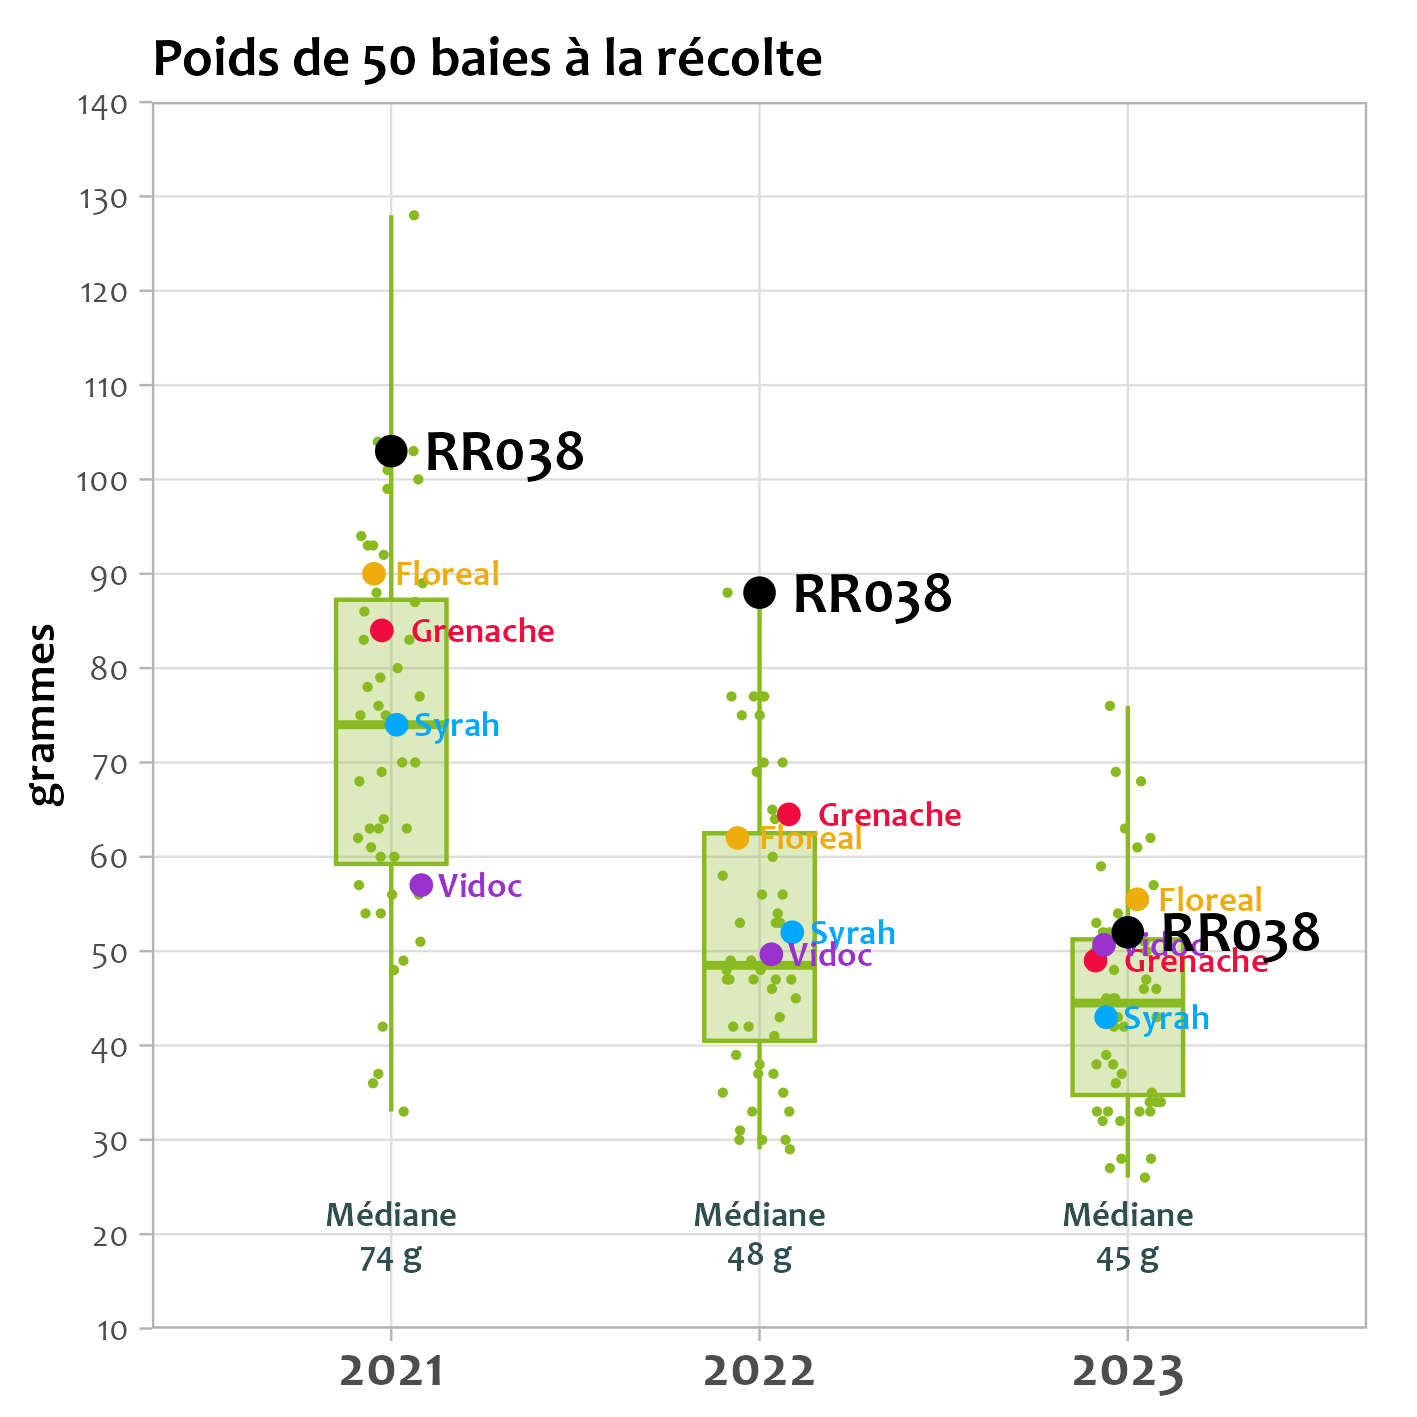 Poids de 50 baies à la récolte
grammes
140
130
120
110
100
90
80
70
60
50
40
30
20
10
RR038
Floreal
Grenache
Syrah
Vidoc
Médiane
74 g
2021
RR038
Grenache
Floreal
Syrah
Vidoc
Médiane
48 g
2022
Floreal
RR038
Vidoc
Grenache
Syrah
Médiane
45 g
2023